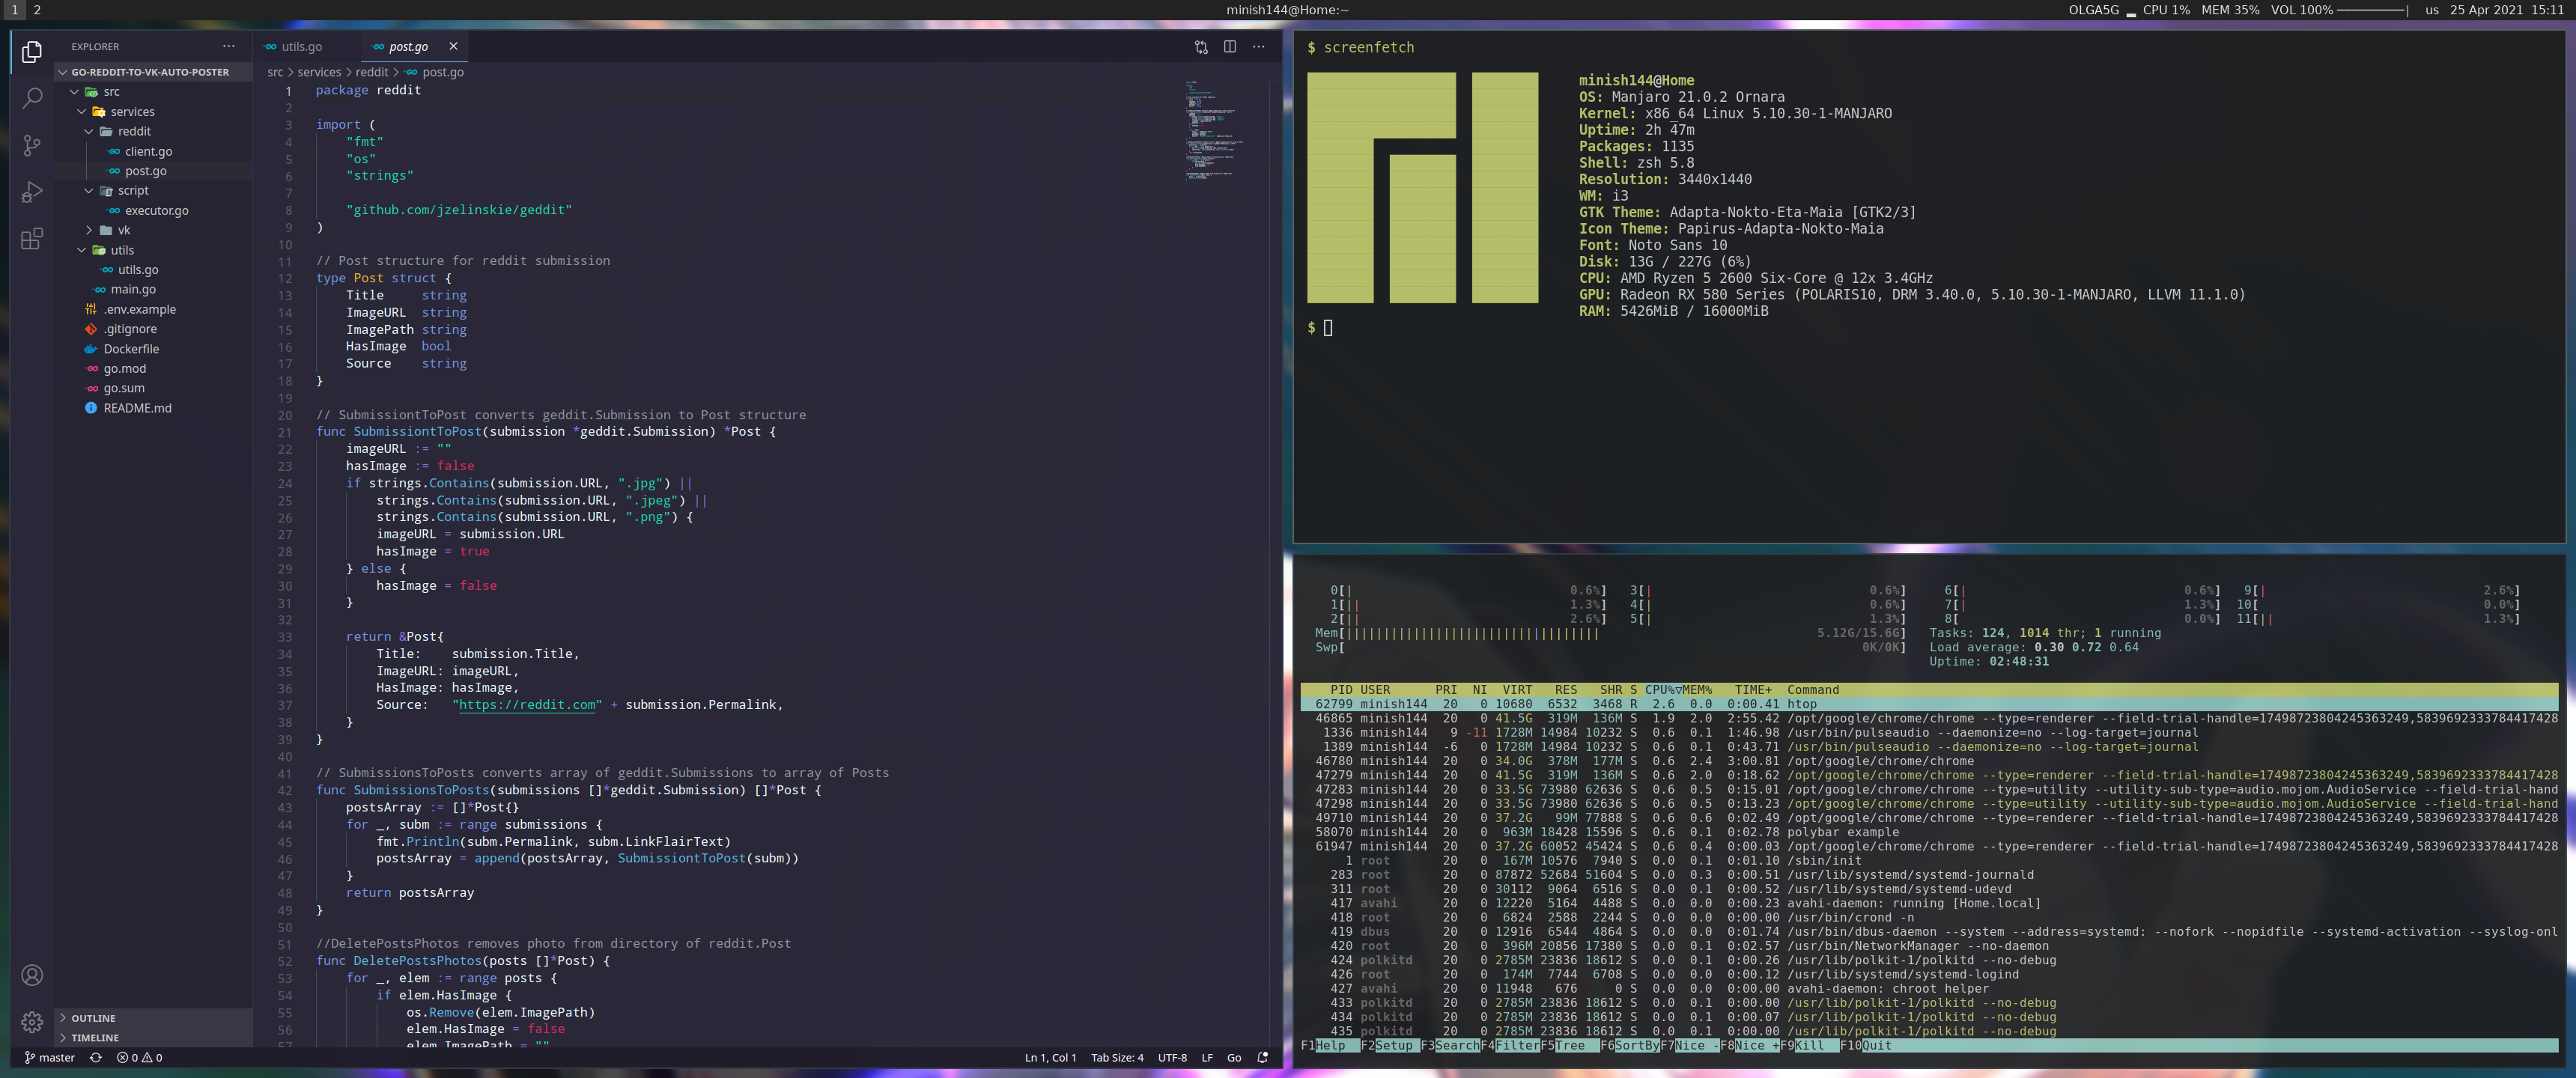 1 2 minish144@Home:~ OLGA5G CPU 1% MEM 35% VOL 100% us 25 Apr 2021 15:11
EXPLORER
GO-REDDIT-TO-VK-AUTO-POSTER
src
services
reddit
client.go
post.go
script
executor.go
vk
utils
utils.go
main.go
.env.example
.gitignore
Dockerfile
go.mod
go.sum
README.md
OUTLINE
TIMELINE
utils.go post.go
src > services > reddit > post.go
1 package reddit
2
3 import (
4 "fmt"
5 "os"
6 "strings"
7
8 "github.com/jzelinskie/geddit"
9 )
10
11 // Post structure for reddit submission
12 type Post struct {
13 Title string
14 ImageURL string
15 ImagePath string
16 HasImage bool
17 Source string
18 }
19
20 // SubmissiontToPost converts geddit.Submission to Post structure
21 func SubmissiontToPost(submission *geddit.Submission) *Post {
22 imageURL := ""
23 hasImage := false
24 if strings.Contains(submission.URL, ".jpg") ||
25 strings.Contains(submission.URL, ".jpeg") ||
26 strings.Contains(submission.URL, ".png") {
27 imageURL = submission.URL
28 hasImage = true
29 } else {
30 hasImage = false
31 }
32
33 return &Post{
34 Title: submission.Title,
35 ImageURL: imageURL,
36 HasImage: hasImage,
37 Source: "https://reddit.com" + submission.Permalink,
38 }
39 }
40
41 // SubmissionsToPosts converts array of geddit.Submissions to array of Posts
42 func SubmissionsToPosts(submissions []*geddit.Submission) []*Post {
43 postsArray := []*Post{}
44 for _, subm := range submissions {
45 fmt.Println(subm.Permalink, subm.LinkFlairText)
46 postsArray = append(postsArray, SubmissiontToPost(subm))
47 }
48 return postsArray
49 }
50
51 //DeletePostsPhotos removes photo from directory of reddit.Post
52 func DeletePostsPhotos(posts []*Post) {
53 for _, elem := range posts {
54 if elem.HasImage {
55 os.Remove(elem.ImagePath)
56 elem.HasImage = false
57 elem.ImagePath = ""
master 0 0 Ln 1, Col 1 Tab Size: 4 UTF-8 LF Go
$ screenfetch
minish144@Home
OS: Manjaro 21.0.2 Ornara
Kernel: x86_64 Linux 5.10.30-1-MANJARO
Uptime: 2h 47m
Packages: 1135
Shell: zsh 5.8
Resolution: 3440x1440
WM: i3
GTK Theme: Adapta-Nokto-Eta-Maia [GTK2/3]
Icon Theme: Papirus-Adapta-Nokto-Maia
Font: Noto Sans 10
Disk: 13G / 227G (6%)
CPU: AMD Ryzen 5 2600 Six-Core @ 12x 3.4GHz
GPU: Radeon RX 580 Series (POLARIS10, DRM 3.40.0, 5.10.30-1-MANJARO, LLVM 11.1.0)
RAM: 5426MiB / 16000MiB
$
0[| 0.6%] 3[| 0.6%] 6[| 0.6%] 9[| 2.6%]
1[|| 1.3%] 4[| 0.6%] 7[| 1.3%] 10[ 0.0%]
2[|| 2.6%] 5[| 1.3%] 8[ 0.0%] 11[|| 1.3%]
Mem[||||||||||||||||||||||||||||||||||| 5.12G/15.6G] Tasks: 124, 1014 thr; 1 running
Swp[ 0K/0K] Load average: 0.30 0.72 0.64
Uptime: 02:48:31
PID USER PRI NI VIRT RES SHR S CPU%▽MEM% TIME+ Command
62799 minish144 20 0 10680 6532 3468 R 2.6 0.0 0:00.41 htop
46865 minish144 20 0 41.5G 319M 136M S 1.9 2.0 2:55.42 /opt/google/chrome/chrome --type=renderer --field-trial-handle=17498723804245363249,5839692333784417428
1336 minish144 9 -11 1728M 14984 10232 S 0.6 0.1 1:46.98 /usr/bin/pulseaudio --daemonize=no --log-target=journal
1389 minish144 -6 0 1728M 14984 10232 S 0.6 0.1 0:43.71 /usr/bin/pulseaudio --daemonize=no --log-target=journal
46780 minish144 20 0 34.0G 378M 177M S 0.6 2.4 3:00.81 /opt/google/chrome/chrome
47279 minish144 20 0 41.5G 319M 136M S 0.6 2.0 0:18.62 /opt/google/chrome/chrome --type=renderer --field-trial-handle=17498723804245363249,5839692333784417428
47283 minish144 20 0 33.5G 73980 62636 S 0.6 0.5 0:15.01 /opt/google/chrome/chrome --type=utility --utility-sub-type=audio.mojom.AudioService --field-trial-hand
47298 minish144 20 0 33.5G 73980 62636 S 0.6 0.5 0:13.23 /opt/google/chrome/chrome --type=utility --utility-sub-type=audio.mojom.AudioService --field-trial-hand
49710 minish144 20 0 37.2G 99M 77888 S 0.6 0.6 0:02.49 /opt/google/chrome/chrome --type=renderer --field-trial-handle=17498723804245363249,5839692333784417428
58070 minish144 20 0 963M 18428 15596 S 0.6 0.1 0:02.78 polybar example
61947 minish144 20 0 37.2G 60052 45424 S 0.6 0.4 0:00.03 /opt/google/chrome/chrome --type=renderer --field-trial-handle=17498723804245363249,5839692333784417428
1 root 20 0 167M 10576 7940 S 0.0 0.1 0:01.10 /sbin/init
283 root 20 0 87872 52684 51604 S 0.0 0.3 0:00.51 /usr/lib/systemd/systemd-journald
311 root 20 0 30112 9064 6516 S 0.0 0.1 0:00.52 /usr/lib/systemd/systemd-udevd
417 avahi 20 0 12220 5164 4488 S 0.0 0.0 0:00.23 avahi-daemon: running [Home.local]
418 root 20 0 6824 2588 2244 S 0.0 0.0 0:00.00 /usr/bin/crond -n
419 dbus 20 0 12916 6544 4864 S 0.0 0.0 0:01.74 /usr/bin/dbus-daemon --system --address=systemd: --nofork --nopidfile --systemd-activation --syslog-onl
420 root 20 0 396M 20856 17380 S 0.0 0.1 0:02.57 /usr/bin/NetworkManager --no-daemon
424 polkitd 20 0 2785M 23836 18612 S 0.0 0.1 0:00.26 /usr/lib/polkit-1/polkitd --no-debug
426 root 20 0 174M 7744 6708 S 0.0 0.0 0:00.12 /usr/lib/systemd/systemd-logind
427 avahi 20 0 11948 676 0 S 0.0 0.0 0:00.00 avahi-daemon: chroot helper
433 polkitd 20 0 2785M 23836 18612 S 0.0 0.1 0:00.00 /usr/lib/polkit-1/polkitd --no-debug
434 polkitd 20 0 2785M 23836 18612 S 0.0 0.1 0:00.07 /usr/lib/polkit-1/polkitd --no-debug
435 polkitd 20 0 2785M 23836 18612 S 0.0 0.1 0:00.00 /usr/lib/polkit-1/polkitd --no-debug
F1Help F2Setup F3SearchF4FilterF5Tree F6SortByF7Nice -F8Nice +F9Kill F10Quit